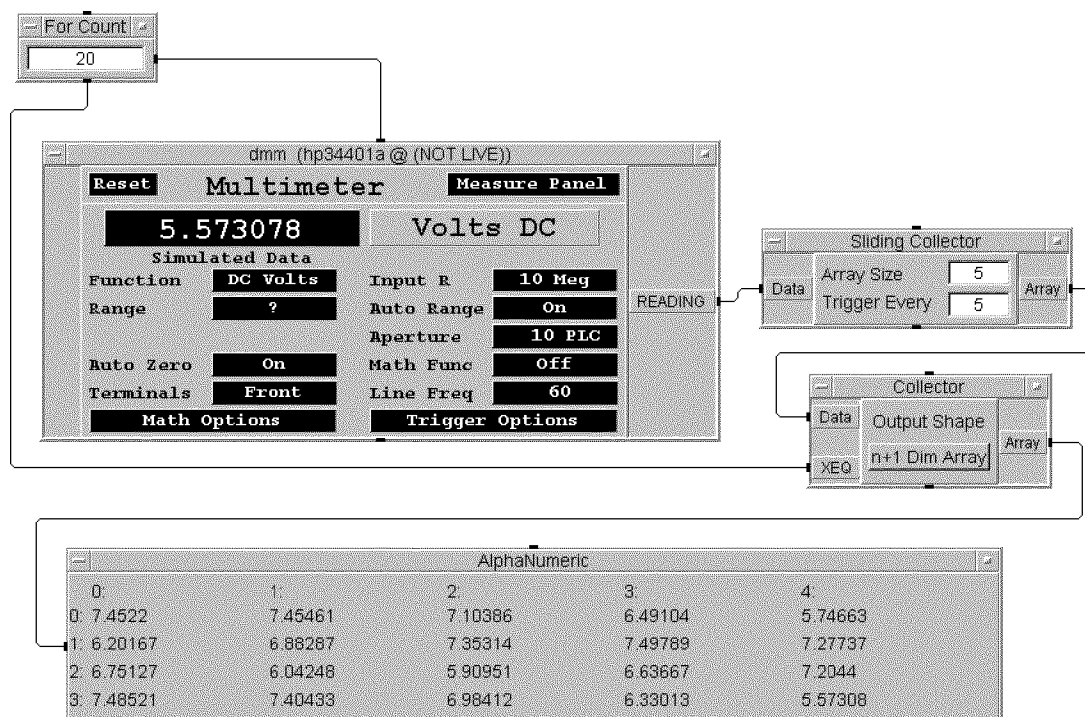 For Count
20
dmm (hp34401a @ (NOT LIVE))
Reset Multimeter Measure Panel
5.573078 Volts DC
Simulated Data
Function DC Volts Input R 10 Meg
Range ? Auto Range On
Aperture 10 PLC
Auto Zero On Math Func Off
Terminals Front Line Freq 60
Math Options Trigger Options
READING
Sliding Collector
Data Array Size 5 Array
Trigger Every 5
Collector
Data Output Shape Array
XEQ n+1 Dim Array
AlphaNumeric
0: 1: 2: 3: 4:
0: 7.4522 7.45461 7.10386 6.49104 5.74663
1: 6.20167 6.88287 7.35314 7.49789 7.27737
2: 6.75127 6.04248 5.90951 6.63667 7.2044
3: 7.48521 7.40433 6.98412 6.33013 5.57308